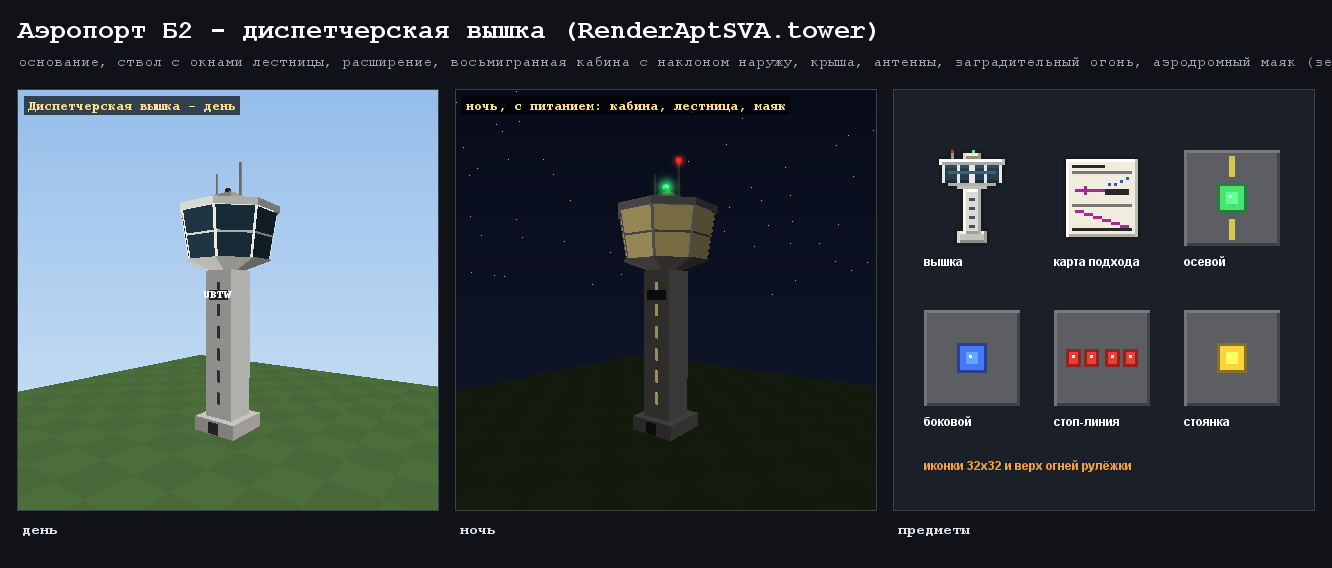 Аэропорт Б2 - диспетчерская вышка (RenderAptSVA.tower)
основание, ствол с окнами лестницы, расширение, восьмигранная кабина с наклоном наружу, крыша, антенны, заградительный огонь, аэродромный маяк (зе
Диспетчерская вышка - день
ночь, с питанием: кабина, лестница, маяк
UBTW
вышка
карта подхода
осевой
боковой
стоп-линия
стоянка
иконки 32x32 и верх огней рулёжки
день
ночь
предметы